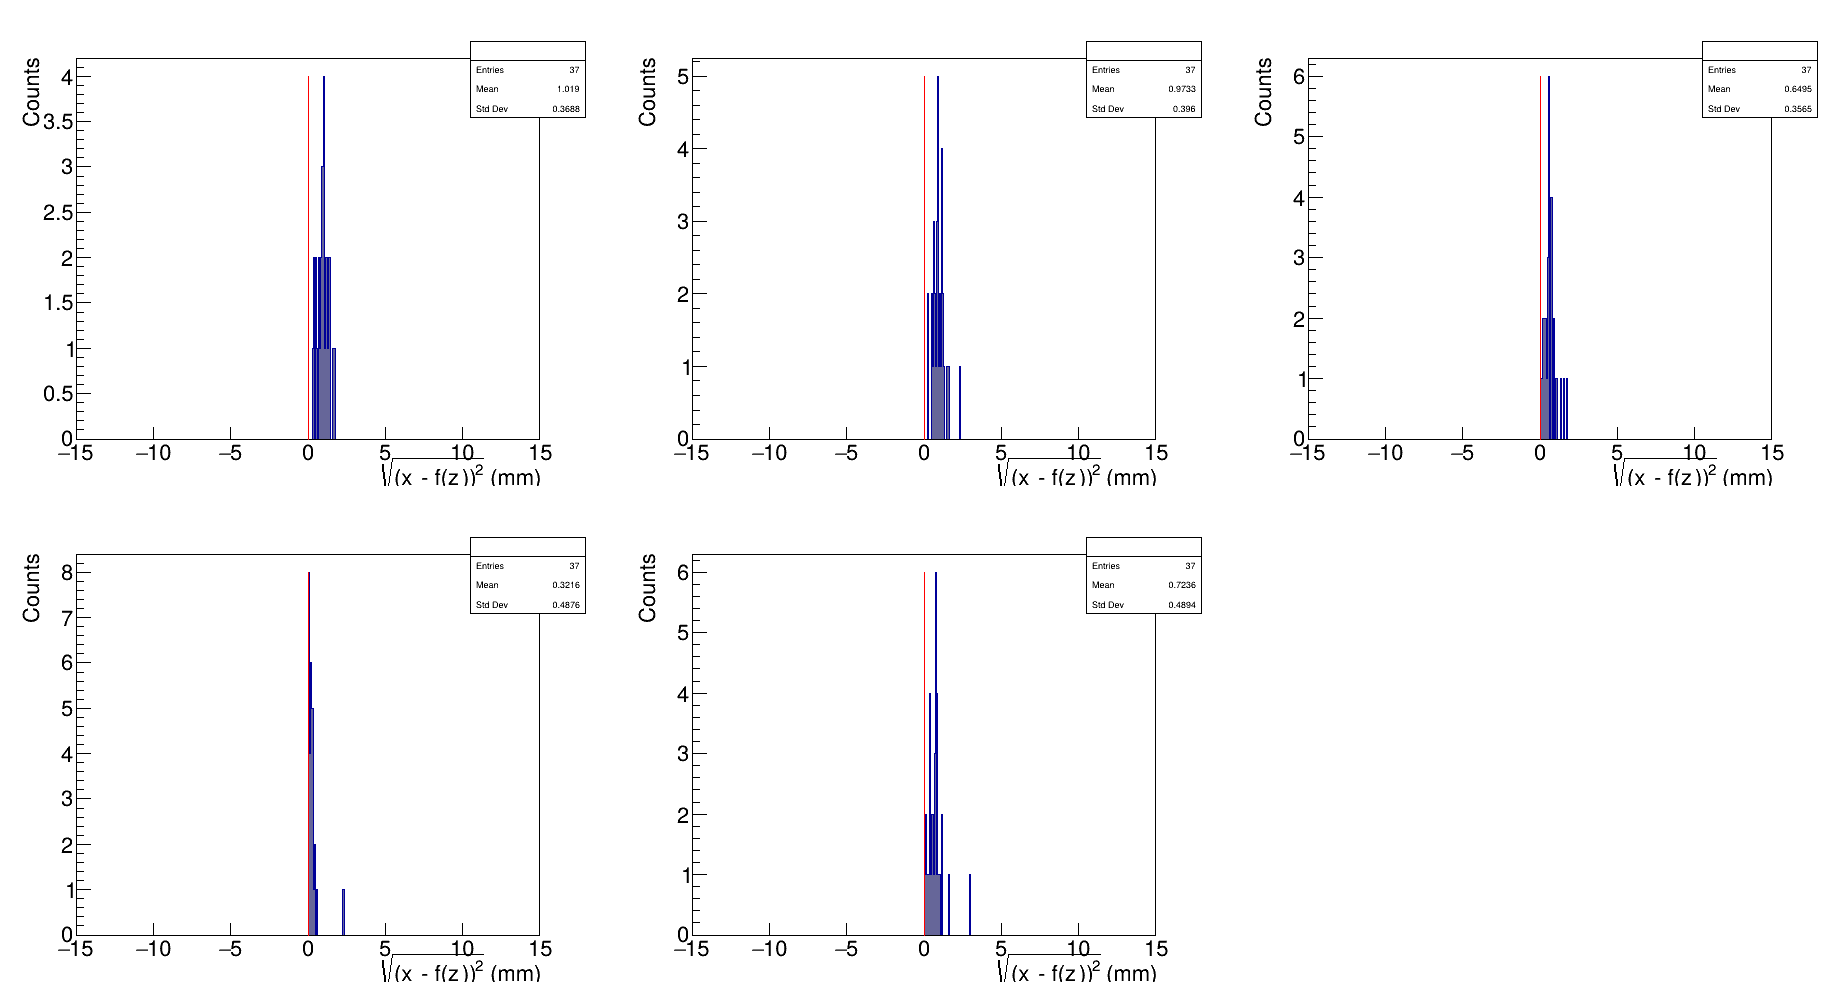 Counts
Entries 37
Mean 1.019
Std Dev 0.3688
4
3.5
3
2.5
2
1.5
1
0.5
0
−15 −10 −5 0 5 10 15
√(x - f(z))² (mm)
Counts
Entries 37
Mean 0.9733
Std Dev 0.396
5
4
3
2
1
0
−15 −10 −5 0 5 10 15
√(x - f(z))² (mm)
Counts
Entries 37
Mean 0.6495
Std Dev 0.3565
6
5
4
3
2
1
0
−15 −10 −5 0 5 10 15
√(x - f(z))² (mm)
Counts
Entries 37
Mean 0.3216
Std Dev 0.4876
8
7
6
5
4
3
2
1
0
−15 −10 −5 0 5 10 15
√(x - f(z))² (mm)
Counts
Entries 37
Mean 0.7236
Std Dev 0.4894
6
5
4
3
2
1
0
−15 −10 −5 0 5 10 15
√(x - f(z))² (mm)